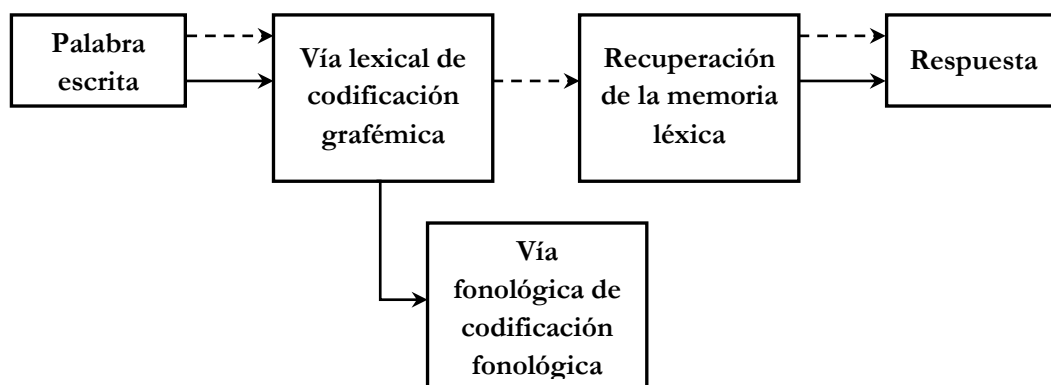 Palabra
escrita
Vía lexical de
codificación
grafémica
Recuperación
de la memoria
léxica
Respuesta
Vía
fonológica de
codificación
fonológica